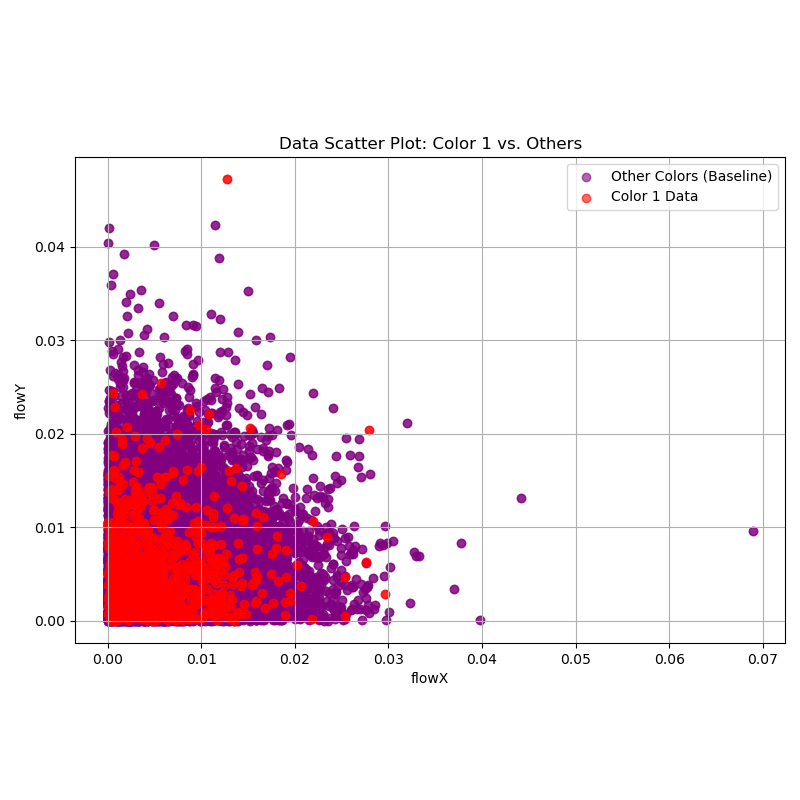 Data Scatter Plot: Color 1 vs. Others
Other Colors (Baseline)
Color 1 Data
flowY
0.04
0.03
0.02
0.01
0.00
0.00 0.01 0.02 0.03 0.04 0.05 0.06 0.07
flowX